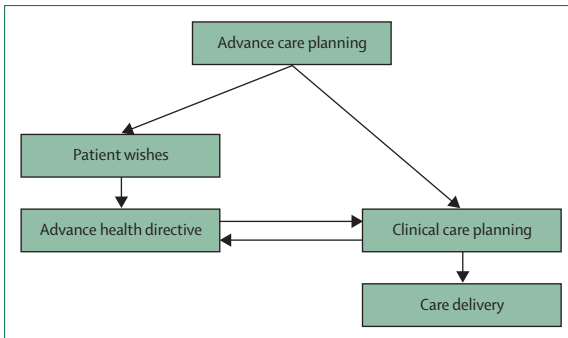 Advance care planning
Patient wishes
Advance health directive
Clinical care planning
Care delivery